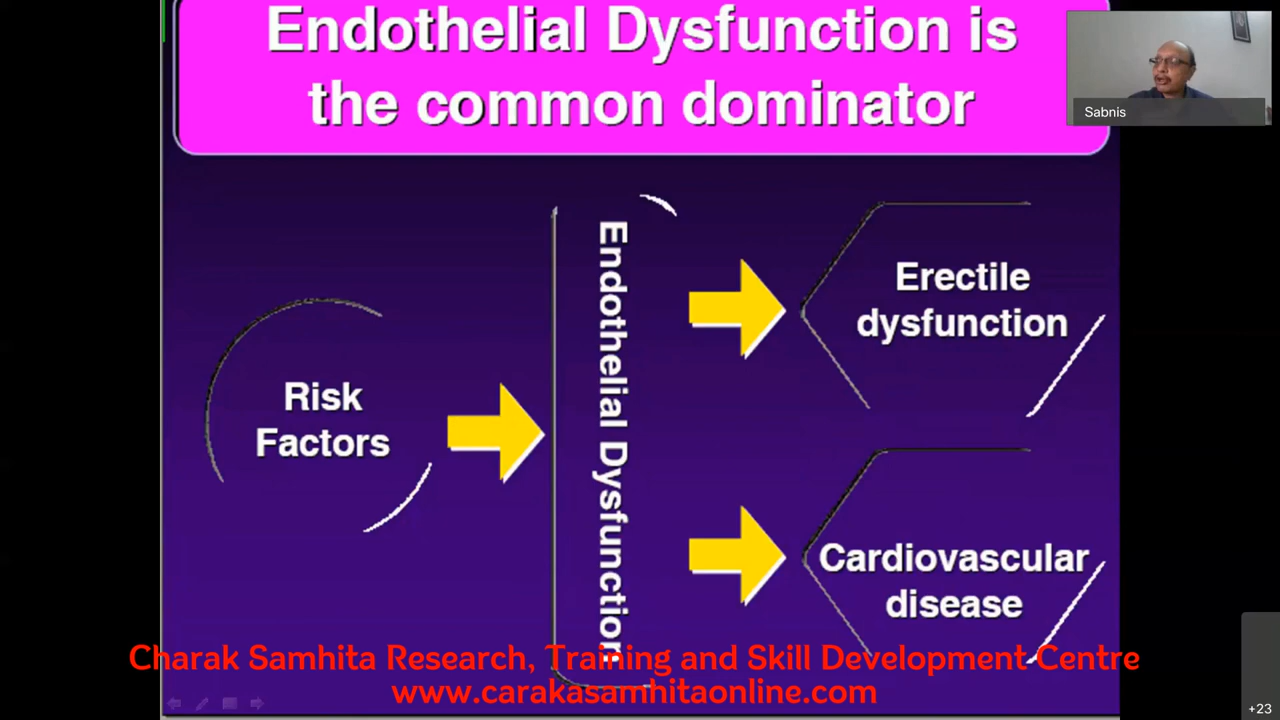 Endothelial Dysfunction is
the common dominator
Sabnis
Risk
Factors
Endothelial Dysfunction
Erectile
dysfunction
Cardiovascular
disease
Charak Samhita Research, Training and Skill Development Centre
www.carakasamhitaonline.com
+23